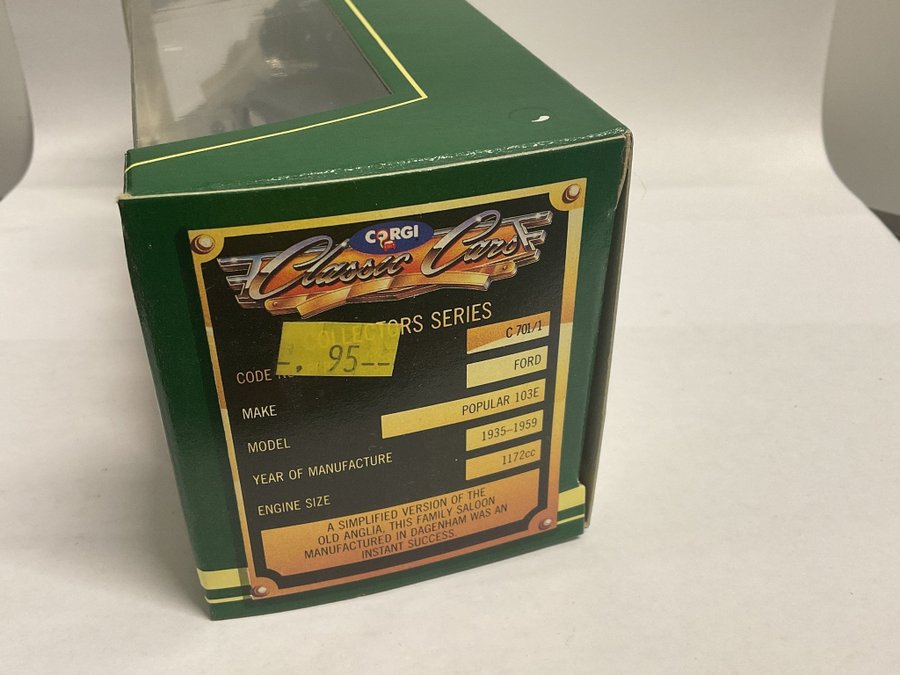 CORGI
Classic Cars
COLLECTORS SERIES
-. 95--
CODE C 701/1
MAKE FORD
MODEL POPULAR 103E
YEAR OF MANUFACTURE 1935-1959
ENGINE SIZE 1172cc
A SIMPLIFIED VERSION OF THE
OLD ANGLIA, THIS FAMILY SALOON
MANUFACTURED IN DAGENHAM WAS AN
INSTANT SUCCESS.